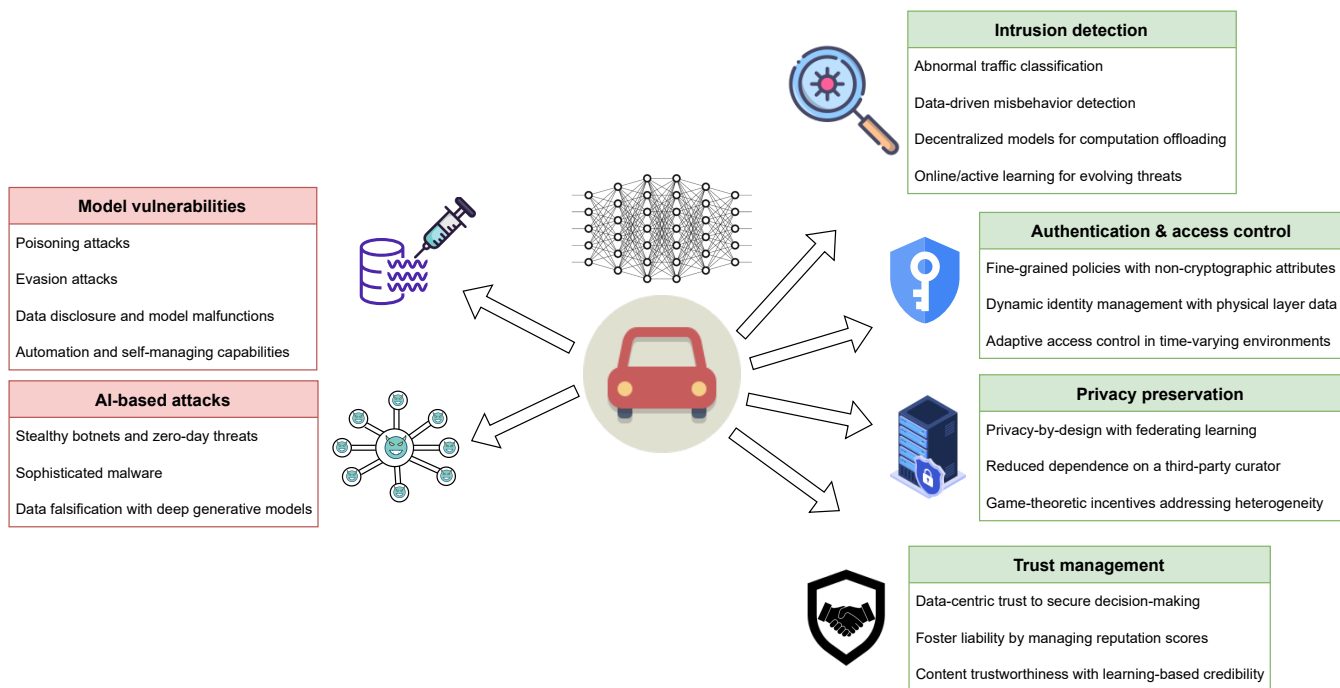 Model vulnerabilities
Poisoning attacks
Evasion attacks
Data disclosure and model malfunctions
Automation and self-managing capabilities
AI-based attacks
Stealthy botnets and zero-day threats
Sophisticated malware
Data falsification with deep generative models
Intrusion detection
Abnormal traffic classification
Data-driven misbehavior detection
Decentralized models for computation offloading
Online/active learning for evolving threats
Authentication & access control
Fine-grained policies with non-cryptographic attributes
Dynamic identity management with physical layer data
Adaptive access control in time-varying environments
Privacy preservation
Privacy-by-design with federating learning
Reduced dependence on a third-party curator
Game-theoretic incentives addressing heterogeneity
Trust management
Data-centric trust to secure decision-making
Foster liability by managing reputation scores
Content trustworthiness with learning-based credibility